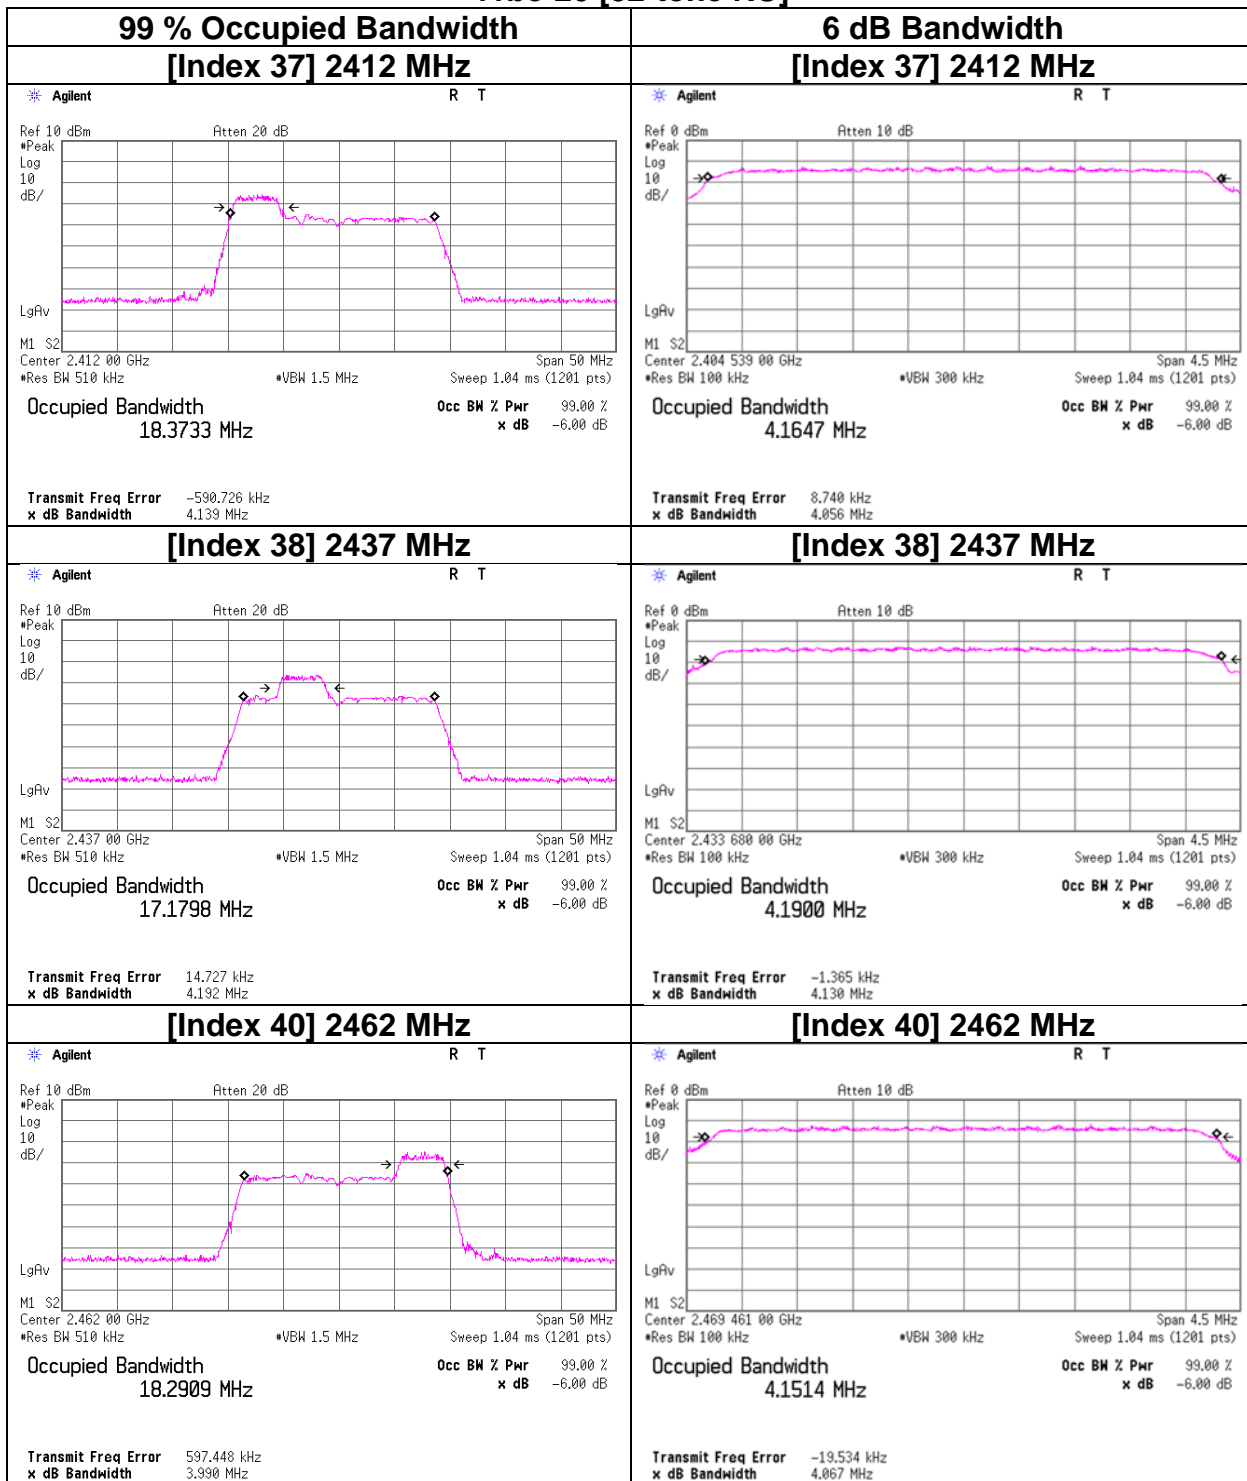 99 % Occupied Bandwidth 6 dB Bandwidth
[Index 37] 2412 MHz [Index 37] 2412 MHz
Agilent R T
Ref 10 dBm Atten 20 dB
#Peak
Log
10
dB/
LgAv
M1 S2
Center 2.412 00 GHz Span 50 MHz
#Res BW 510 kHz #VBW 1.5 MHz Sweep 1.04 ms (1201 pts)
Occupied Bandwidth Occ BW % Pwr 99.00 %
18.3733 MHz x dB -6.00 dB
Transmit Freq Error -590.726 kHz
x dB Bandwidth 4.139 MHz
Agilent R T
Ref 0 dBm Atten 10 dB
#Peak
Log
10
dB/
LgAv
M1 S2
Center 2.404 539 00 GHz Span 4.5 MHz
#Res BW 100 kHz #VBW 300 kHz Sweep 1.04 ms (1201 pts)
Occupied Bandwidth Occ BW % Pwr 99.00 %
4.1647 MHz x dB -6.00 dB
Transmit Freq Error 8.740 kHz
x dB Bandwidth 4.056 MHz
[Index 38] 2437 MHz [Index 38] 2437 MHz
Agilent R T
Ref 10 dBm Atten 20 dB
#Peak
Log
10
dB/
LgAv
M1 S2
Center 2.437 00 GHz Span 50 MHz
#Res BW 510 kHz #VBW 1.5 MHz Sweep 1.04 ms (1201 pts)
Occupied Bandwidth Occ BW % Pwr 99.00 %
17.1798 MHz x dB -6.00 dB
Transmit Freq Error 14.727 kHz
x dB Bandwidth 4.192 MHz
Agilent R T
Ref 0 dBm Atten 10 dB
#Peak
Log
10
dB/
LgAv
M1 S2
Center 2.433 680 00 GHz Span 4.5 MHz
#Res BW 100 kHz #VBW 300 kHz Sweep 1.04 ms (1201 pts)
Occupied Bandwidth Occ BW % Pwr 99.00 %
4.1900 MHz x dB -6.00 dB
Transmit Freq Error -1.365 kHz
x dB Bandwidth 4.130 MHz
[Index 40] 2462 MHz [Index 40] 2462 MHz
Agilent R T
Ref 10 dBm Atten 20 dB
#Peak
Log
10
dB/
LgAv
M1 S2
Center 2.462 00 GHz Span 50 MHz
#Res BW 510 kHz #VBW 1.5 MHz Sweep 1.04 ms (1201 pts)
Occupied Bandwidth Occ BW % Pwr 99.00 %
18.2909 MHz x dB -6.00 dB
Transmit Freq Error 597.448 kHz
x dB Bandwidth 3.990 MHz
Agilent R T
Ref 0 dBm Atten 10 dB
#Peak
Log
10
dB/
LgAv
M1 S2
Center 2.469 461 00 GHz Span 4.5 MHz
#Res BW 100 kHz #VBW 300 kHz Sweep 1.04 ms (1201 pts)
Occupied Bandwidth Occ BW % Pwr 99.00 %
4.1514 MHz x dB -6.00 dB
Transmit Freq Error -19.534 kHz
x dB Bandwidth 4.067 MHz